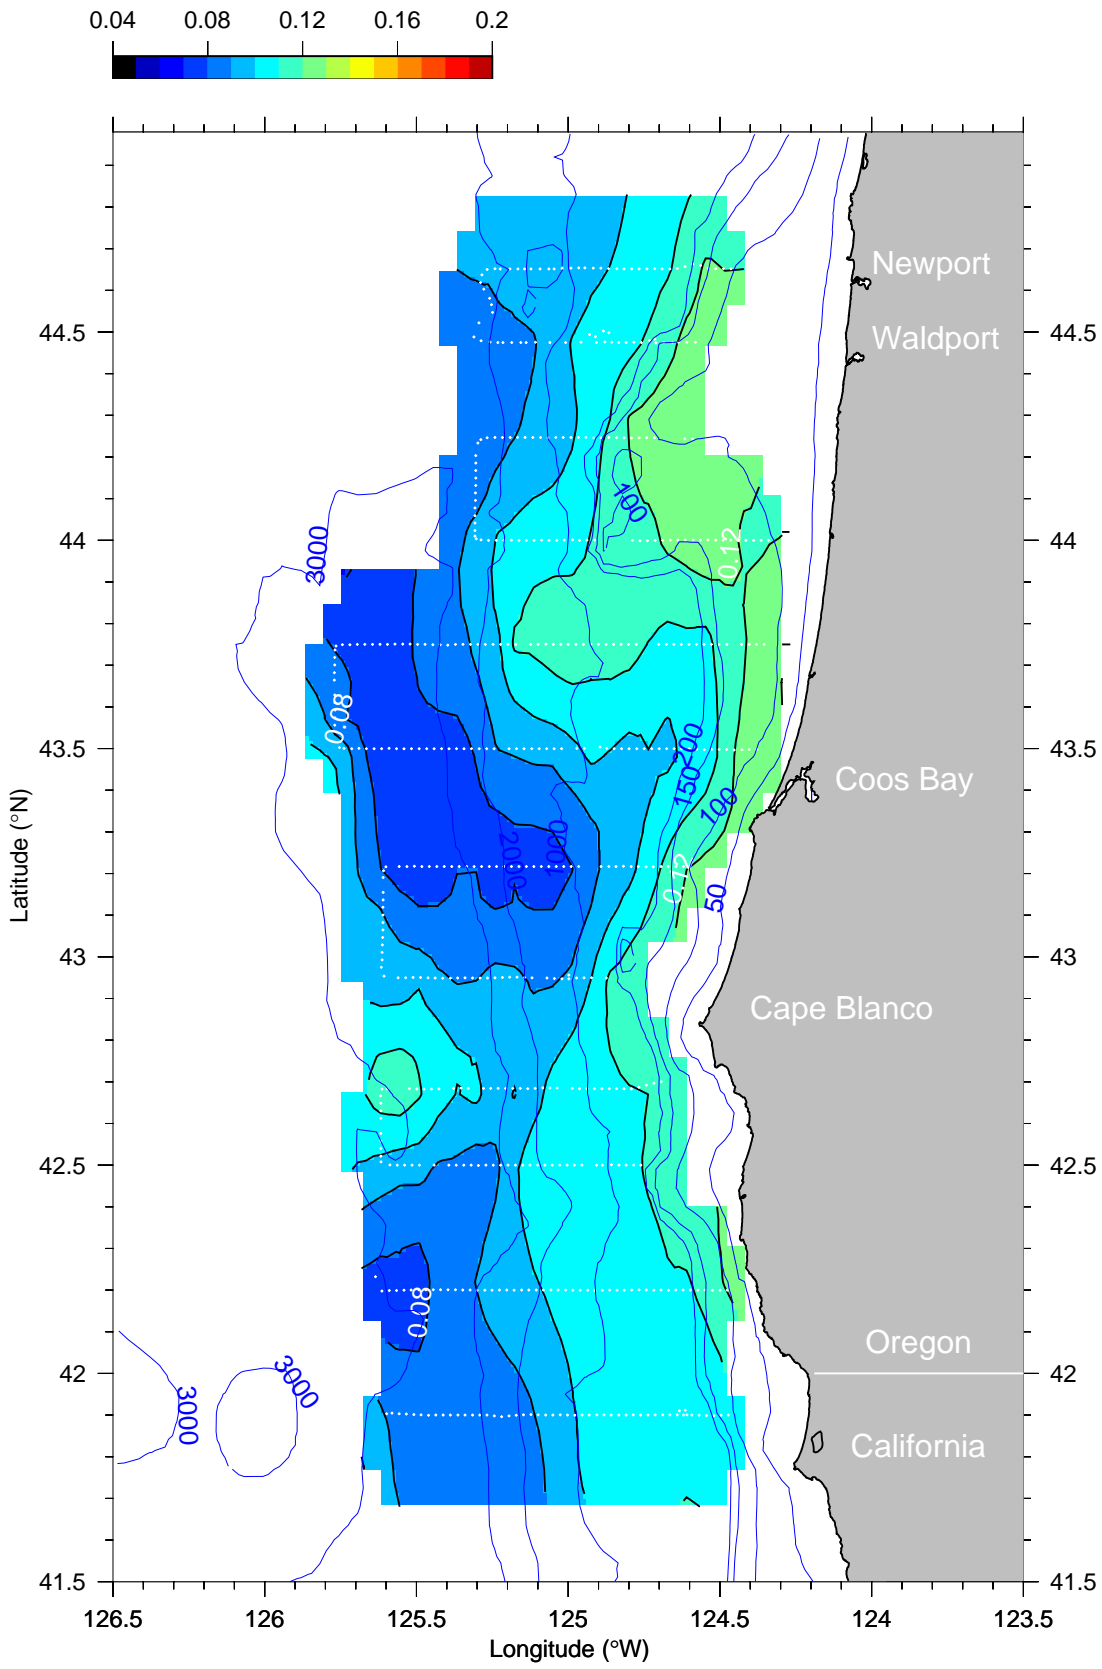 0.04 0.08 0.12 0.16 0.2
Newport
44.5 Waldport 44.5
100
3000
44 0.12 44
0.08
200
43.5 43.5
150
Coos Bay
100
Latitude (°N)
2000 1000
0.12
50
43 43
Cape Blanco
42.5 42.5
0.08
Oregon
3000
42 42
3000
California
41.5 41.5
126.5 126 125.5 125 124.5 124 123.5
Longitude (°W)